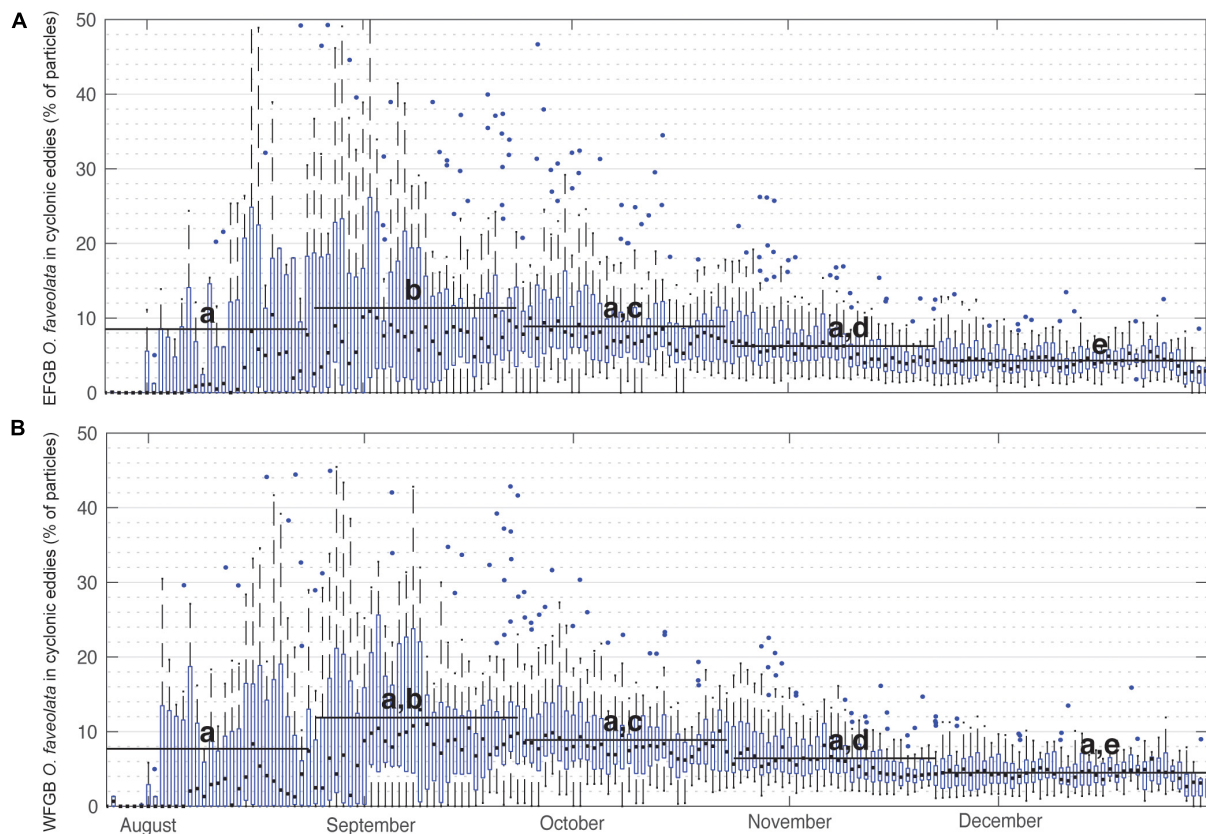 A
EFGB O. faveolata in cyclonic eddies (% of particles)
50
40
30
20
10
0
a
b
a,c
a,d
e
B
WFGB O. faveolata in cyclonic eddies (% of particles)
50
40
30
20
10
0
a
a,b
a,c
a,d
a,e
August September October November December